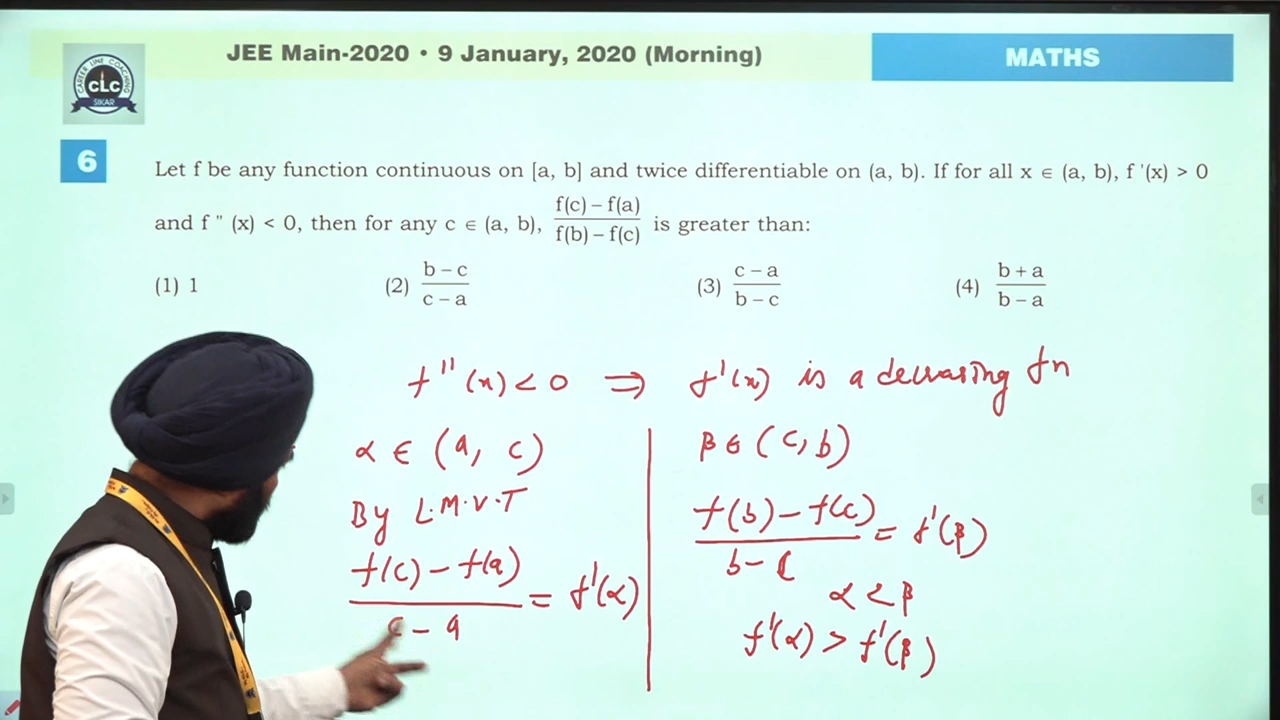 JEE Main-2020 • 9 January, 2020 (Morning)
MATHS
CAREER LINE COACHING
CLC
SIKAR
6
Let f be any function continuous on [a, b] and twice differentiable on (a, b). If for all x ∈ (a, b), f '(x) > 0
and f " (x) < 0, then for any c ∈ (a, b), f(c) – f(a) / f(b) – f(c) is greater than:
(1) 1 (2) b – c / c – a (3) c – a / b – c (4) b + a / b – a
f''(x) < 0 ⇒ f'(x) is a decreasing fn
α ∈ (a, c)
By L.M.V.T
f(c) – f(a) / c – a = f'(α)
β ∈ (c, b)
f(b) – f(c) / b – c = f'(β)
α < β
f'(α) > f'(β)